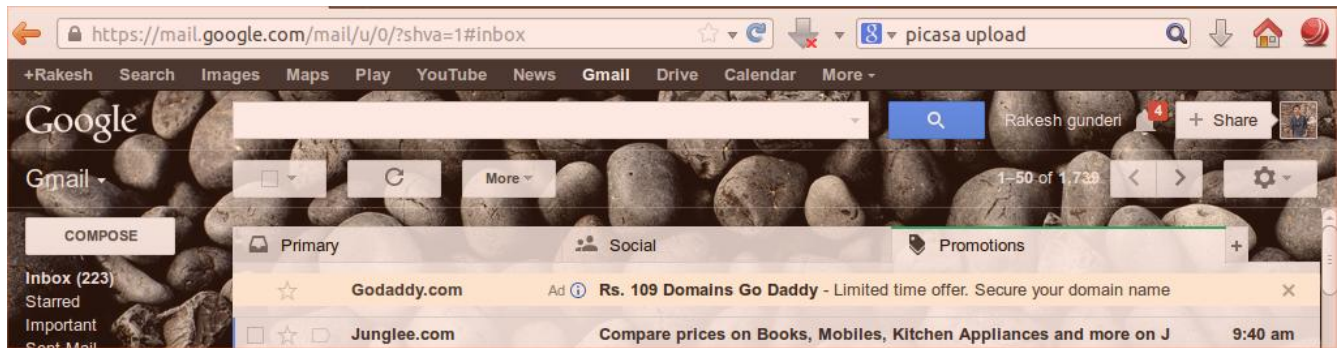 https://mail.google.com/mail/u/0/?shva=1#inbox 8 picasa upload
+Rakesh Search Images Maps Play YouTube News Gmail Drive Calendar More
Google Rakesh gunderi 4 + Share
Gmail More 1–50 of 1,739
COMPOSE Primary Social Promotions +
Inbox (223) Godaddy.com Ad Rs. 109 Domains Go Daddy - Limited time offer. Secure your domain name
Starred
Important Junglee.com Compare prices on Books, Mobiles, Kitchen Appliances and more on J 9:40 am
Sent Mail